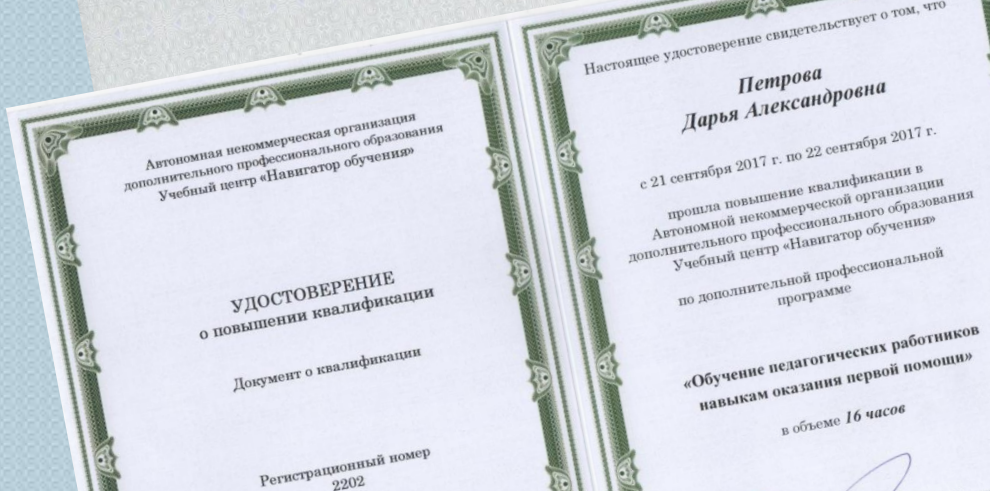 Автономная некоммерческая организация
дополнительного профессионального образования
Учебный центр «Навигатор обучения»
УДОСТОВЕРЕНИЕ
о повышении квалификации
Документ о квалификации
Регистрационный номер
2202
Настоящее удостоверение свидетельствует о том, что
Петрова
Дарья Александровна
с 21 сентября 2017 г. по 22 сентября 2017 г.
прошла повышение квалификации в
Автономной некоммерческой организации
дополнительного профессионального образования
Учебный центр «Навигатор обучения»
по дополнительной профессиональной
программе
«Обучение педагогических работников
навыкам оказания первой помощи»
в объеме 16 часов